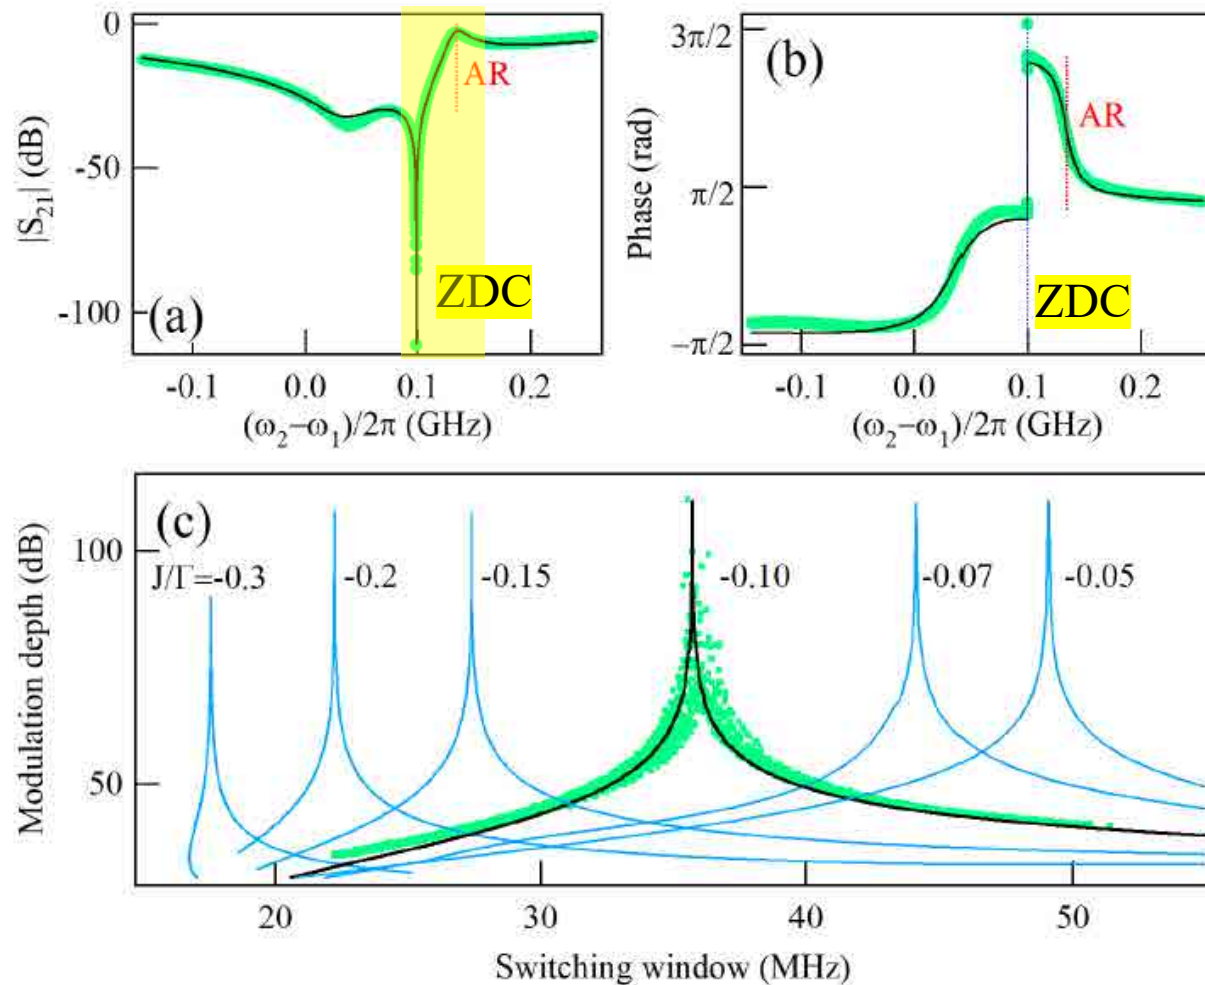 0
-50
-100
|S₂₁| (dB)
(a)
AR
ZDC
-0.1
0.0
0.1
0.2
(ω₂−ω₁)/2π (GHz)
3π/2
π/2
−π/2
Phase (rad)
(b)
AR
ZDC
-0.1
0.0
0.1
0.2
(ω₂−ω₁)/2π (GHz)
(c)
Modulation depth (dB)
100
50
J/Γ=-0.3
-0.2
-0.15
-0.10
-0.07
-0.05
20
30
40
50
Switching window (MHz)